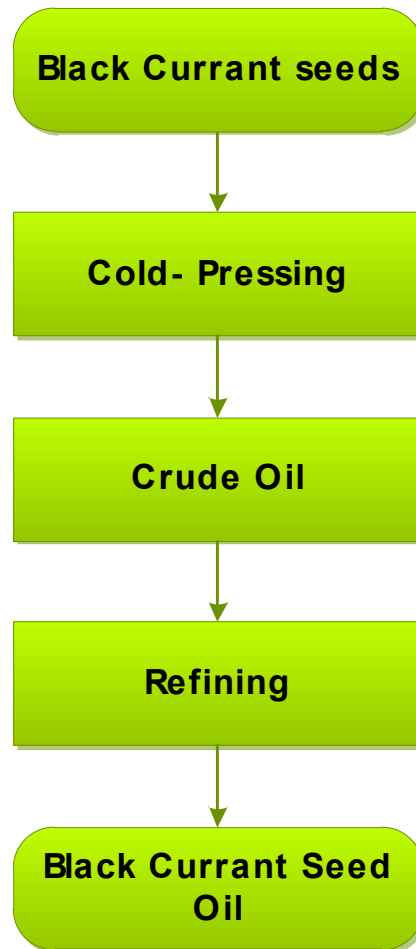 Black Currant seeds
Cold- Pressing
Crude Oil
Refining
Black Currant Seed
Oil